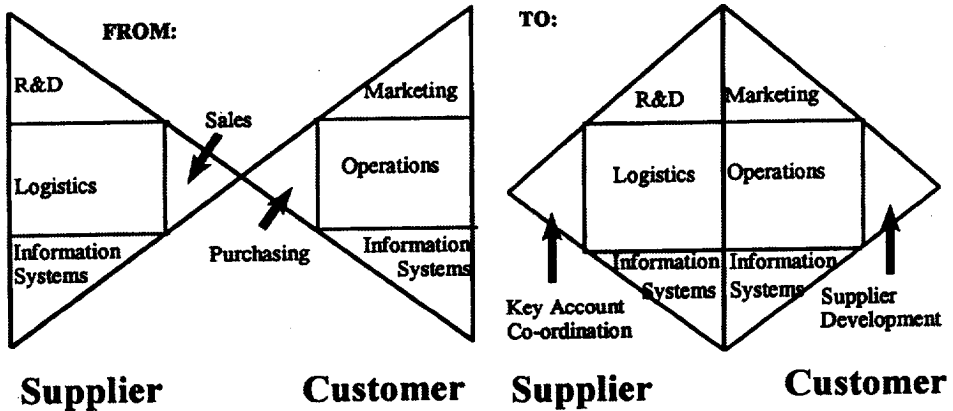 FROM:
R&D
Marketing
Sales
Logistics
Operations
Purchasing
Information
Systems
Information
Systems
Supplier
Customer
TO:
R&D
Marketing
Logistics
Operations
Information
Systems
Information
Systems
Key Account
Co-ordination
Supplier
Development
Supplier
Customer